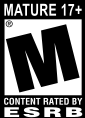 MATURE 17+
M
CONTENT RATED BY
ESRB